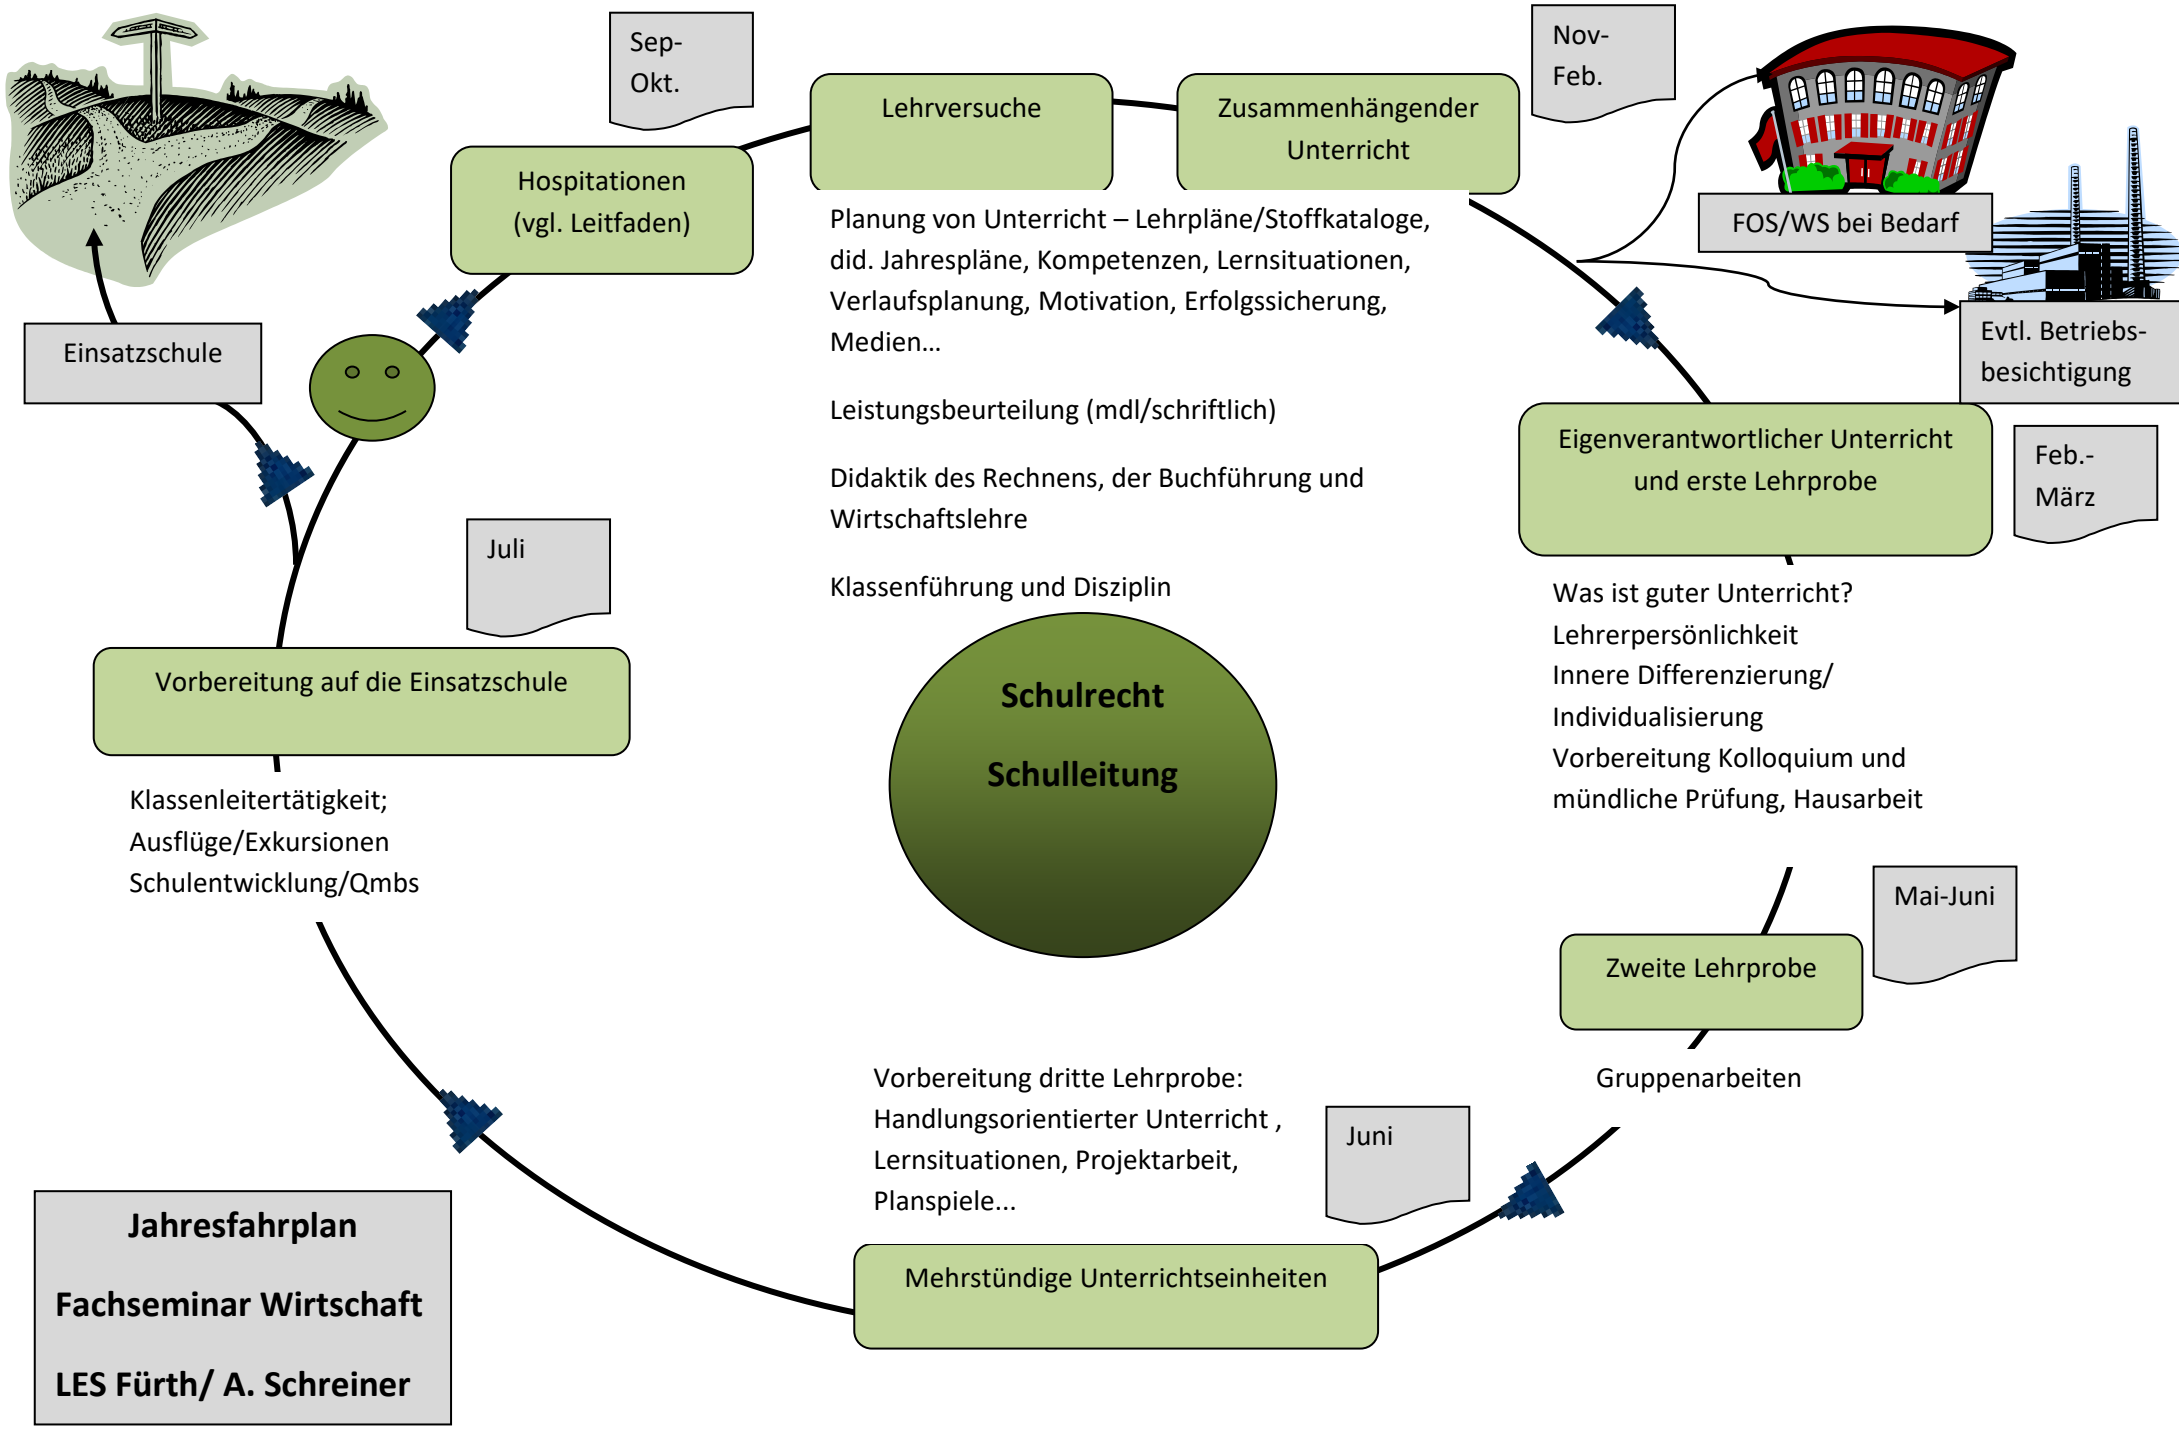 Sep-
Okt.
Nov-
Feb.
Lehrversuche
Zusammenhängender
Unterricht
Hospitationen
(vgl. Leitfaden)
FOS/WS bei Bedarf
Planung von Unterricht – Lehrpläne/Stoffkataloge,
did. Jahrespläne, Kompetenzen, Lernsituationen,
Verlaufsplanung, Motivation, Erfolgssicherung,
Medien…
Einsatzschule
Evtl. Betriebs-
besichtigung
Leistungsbeurteilung (mdl/schriftlich)
Eigenverantwortlicher Unterricht
und erste Lehrprobe
Feb.-
März
Didaktik des Rechnens, der Buchführung und
Wirtschaftslehre
Juli
Klassenführung und Disziplin
Was ist guter Unterricht?
Lehrerpersönlichkeit
Innere Differenzierung/
Individualisierung
Vorbereitung Kolloquium und
mündliche Prüfung, Hausarbeit
Vorbereitung auf die Einsatzschule
Schulrecht
Schulleitung
Klassenleitertätigkeit;
Ausflüge/Exkursionen
Schulentwicklung/Qmbs
Mai-Juni
Zweite Lehrprobe
Gruppenarbeiten
Vorbereitung dritte Lehrprobe:
Handlungsorientierter Unterricht ,
Lernsituationen, Projektarbeit,
Planspiele...
Juni
Mehrstündige Unterrichtseinheiten
Jahresfahrplan
Fachseminar Wirtschaft
LES Fürth/ A. Schreiner